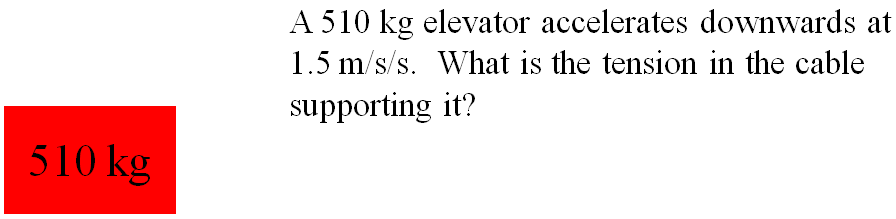 A 510 kg elevator accelerates downwards at
1.5 m/s/s.  What is the tension in the cable
supporting it?
510 kg